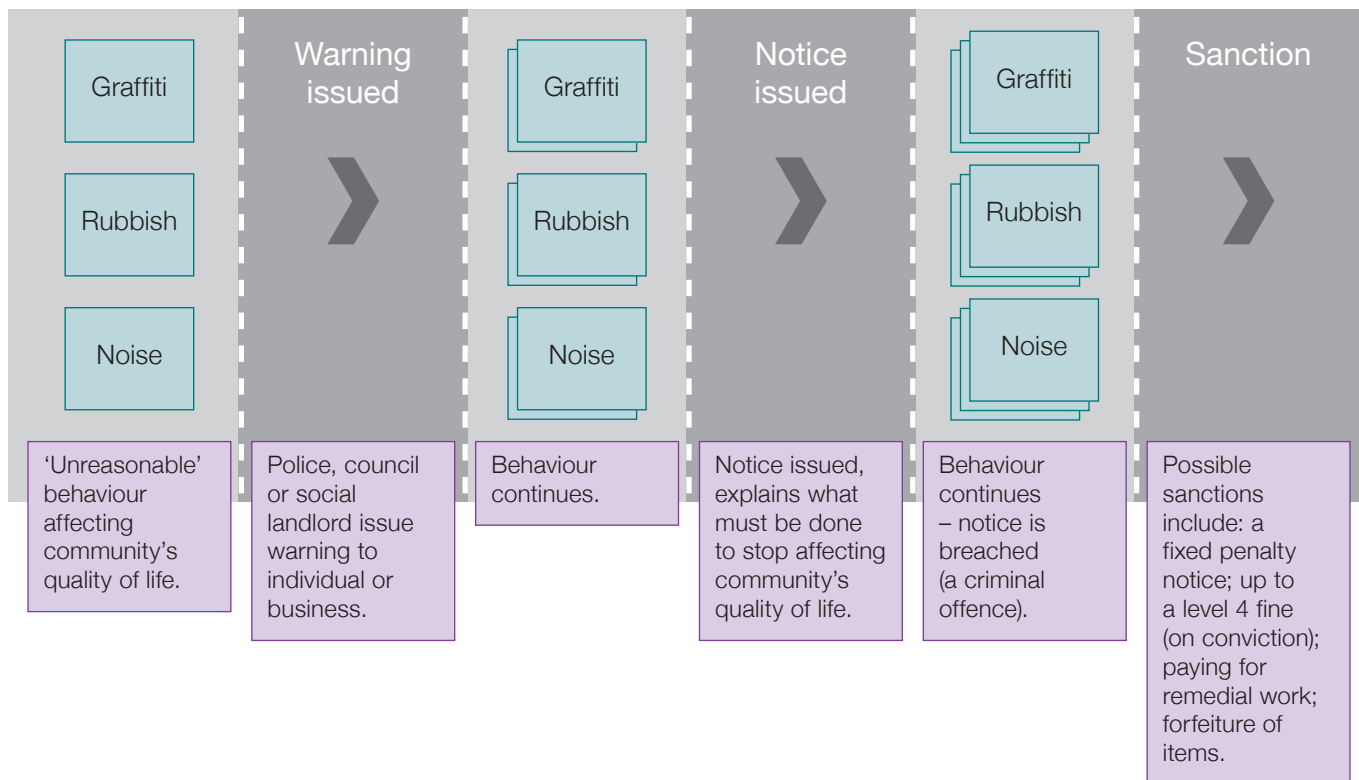 Graffiti
Rubbish
Noise
Warning
issued
Graffiti
Rubbish
Noise
Notice
issued
Graffiti
Rubbish
Noise
Sanction
‘Unreasonable’
behaviour
affecting
community’s
quality of life.
Police, council
or social
landlord issue
warning to
individual or
business.
Behaviour
continues.
Notice issued,
explains what
must be done
to stop affecting
community’s
quality of life.
Behaviour
continues
– notice is
breached
(a criminal
offence).
Possible
sanctions
include: a
fixed penalty
notice; up to
a level 4 fine
(on conviction);
paying for
remedial work;
forfeiture of
items.